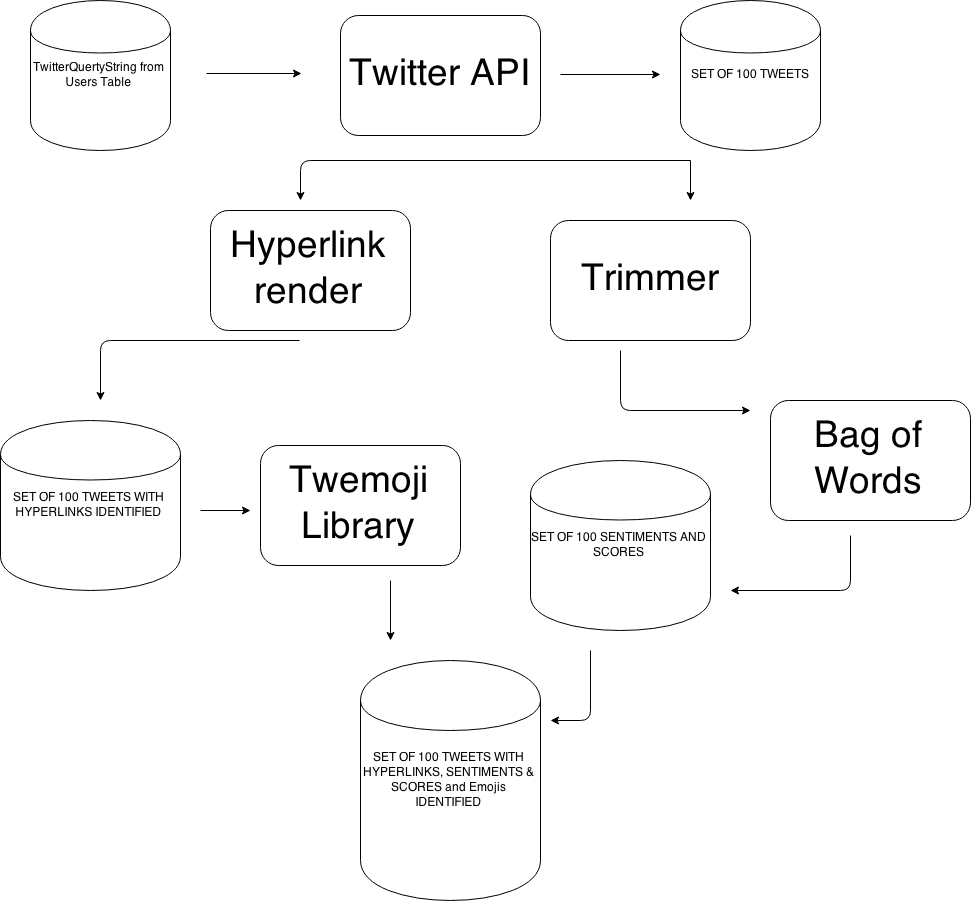 TwitterQuertyString from
Users Table
Twitter API
SET OF 100 TWEETS
Hyperlink
render
Trimmer
Bag of
Words
SET OF 100 TWEETS WITH
HYPERLINKS IDENTIFIED
Twemoji
Library
SET OF 100 SENTIMENTS AND
SCORES
SET OF 100 TWEETS WITH
HYPERLINKS, SENTIMENTS &
SCORES and Emojis
IDENTIFIED